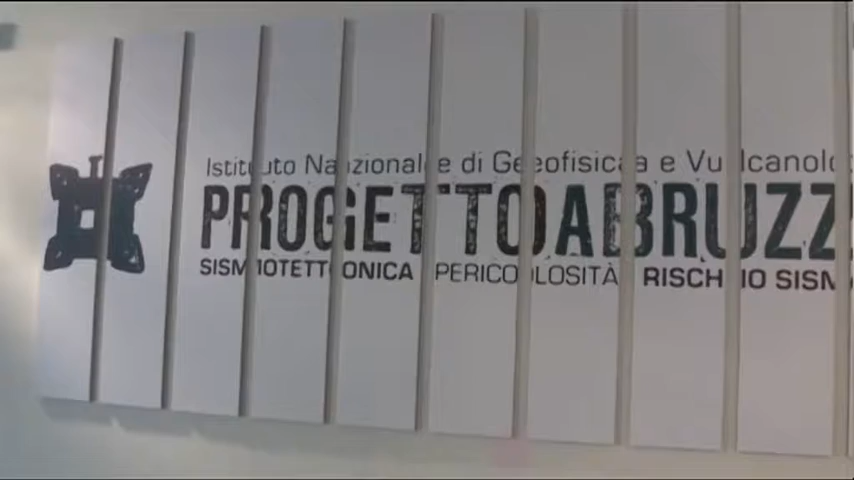 Istituto Nazionale di Geofisica e Vulcanolo
PROGETTOABRUZZ
SISMOTETTONICA PERICOLOSITÀ RISCHIO SISM